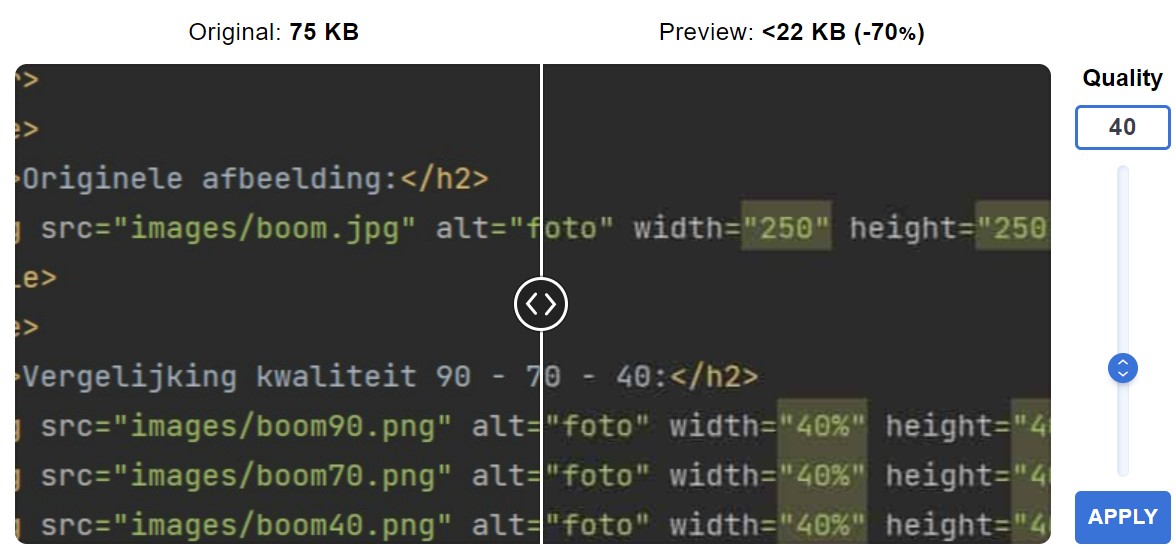 Original: 75 KB
Preview: <22 KB (-70%)
Quality
40
>
e>
>Originele afbeelding:</h2>
src="images/boom.jpg" alt="foto" width="250" height="250
e>
e>
>Vergelijking kwaliteit 90 - 70 - 40:</h2>
src="images/boom90.png" alt="foto" width="40%" height="4
src="images/boom70.png" alt="foto" width="40%" height="4
src="images/boom40.png" alt="foto" width="40%" height="4
APPLY